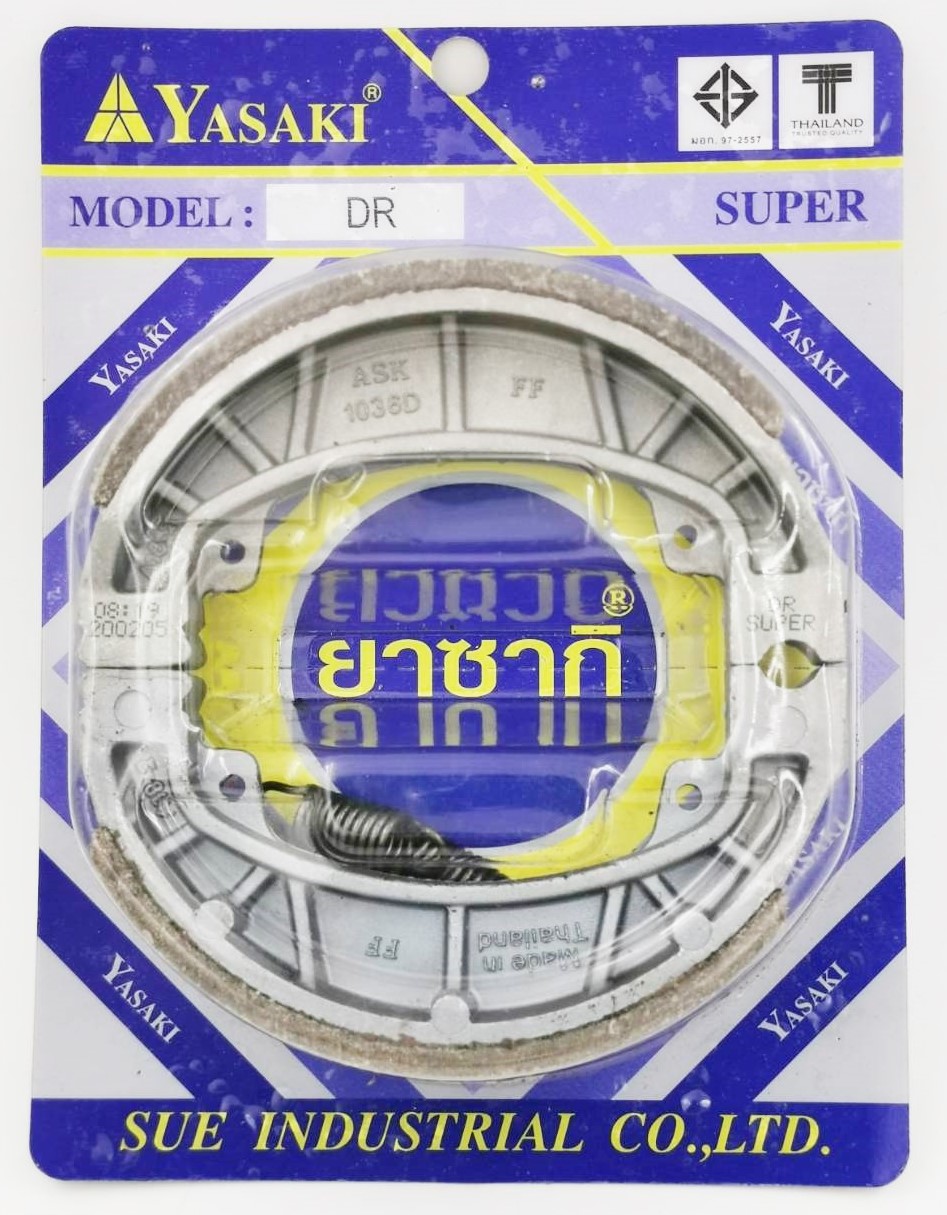 YASAKI®
มอก. 97-2557
THAILAND
TRUSTED QUALITY
MODEL : DR
SUPER
YASAKI
YASAKI
ASK
1036D
FF
08:19
200205
DR
SUPER
®
ยาซากิ
FF
Made in
Thailand
YASAKI
YASAKI
SUE INDUSTRIAL CO.,LTD.